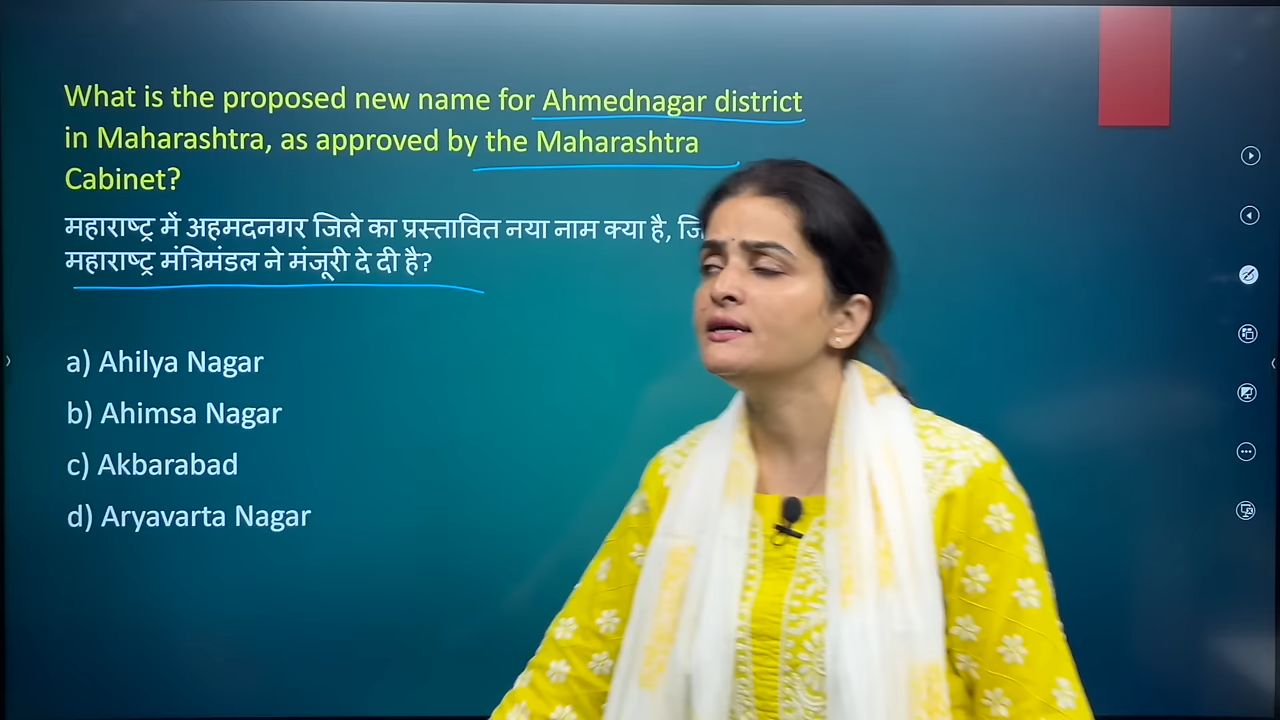 What is the proposed new name for Ahmednagar district
in Maharashtra, as approved by the Maharashtra
Cabinet?
महाराष्ट्र में अहमदनगर जिले का प्रस्तावित नया नाम क्या है,
महाराष्ट्र मंत्रिमंडल ने मंजूरी दे दी है?
a) Ahilya Nagar
b) Ahimsa Nagar
c) Akbarabad
d) Aryavarta Nagar